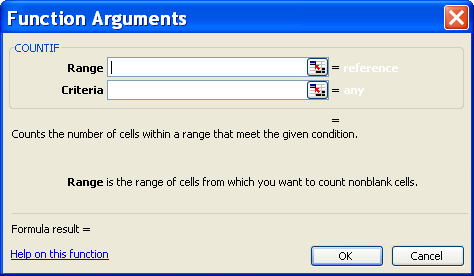 Function Arguments
COUNTIF
Range = reference
Criteria = any
=
Counts the number of cells within a range that meet the given condition.
Range is the range of cells from which you want to count nonblank cells.
Formula result =
Help on this function OK Cancel